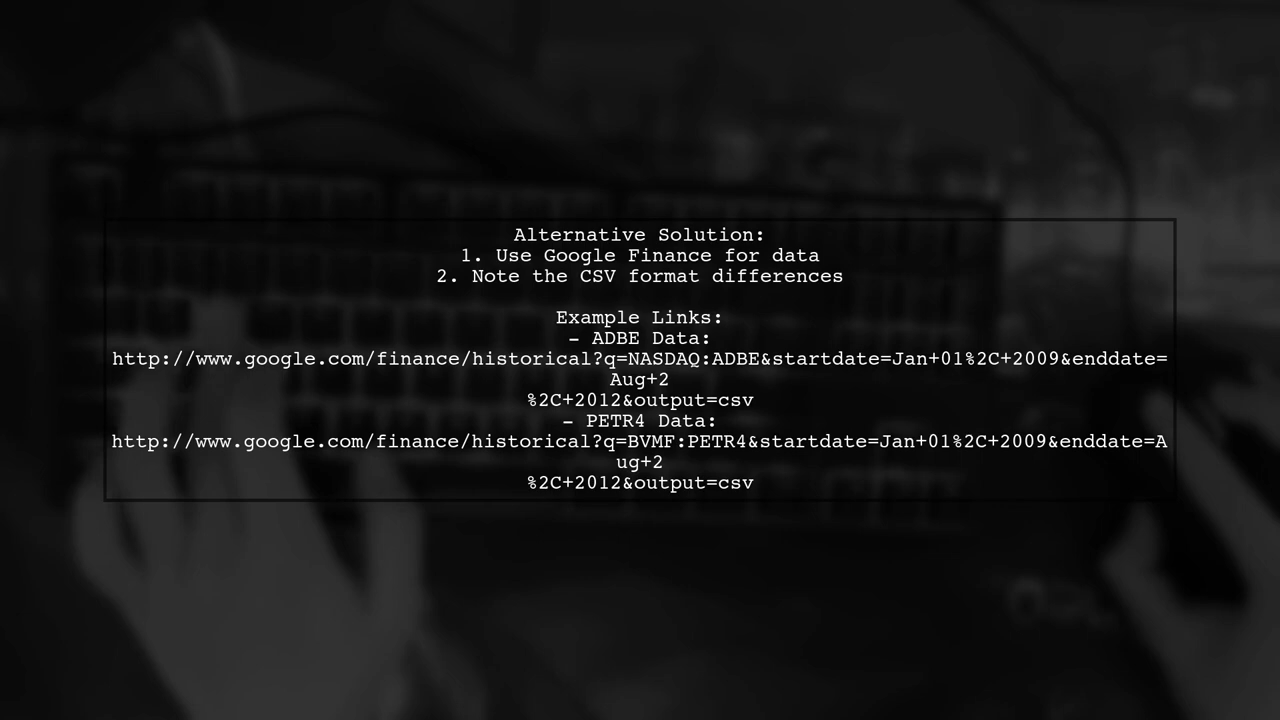 Alternative Solution:
1. Use Google Finance for data
2. Note the CSV format differences
Example Links:
- ADBE Data:
http://www.google.com/finance/historical?q=NASDAQ:ADBE&startdate=Jan+01%2C+2009&enddate=
Aug+2
%2C+2012&output=csv
- PETR4 Data:
http://www.google.com/finance/historical?q=BVMF:PETR4&startdate=Jan+01%2C+2009&enddate=A
ug+2
%2C+2012&output=csv